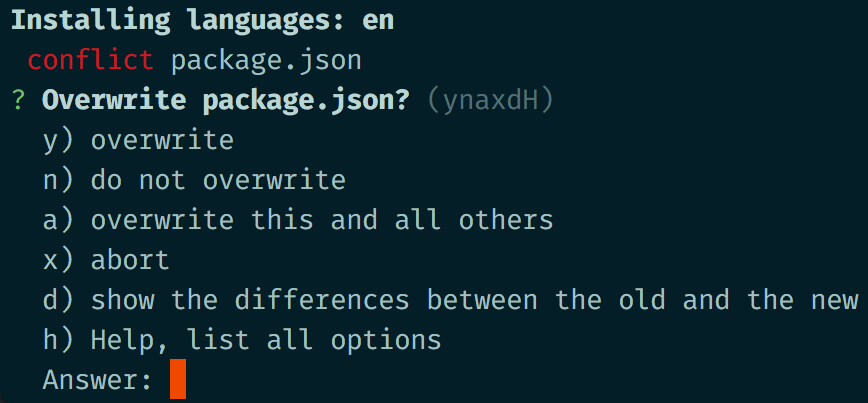 Installing languages: en
conflict package.json
? Overwrite package.json? (ynaxdH)
y) overwrite
n) do not overwrite
a) overwrite this and all others
x) abort
d) show the differences between the old and the new
h) Help, list all options
Answer: